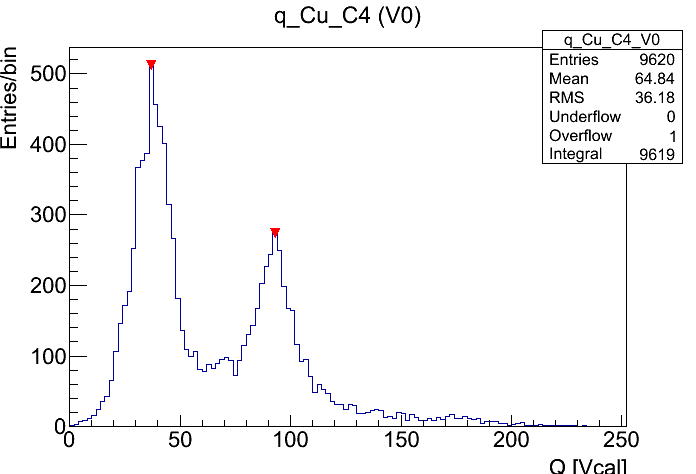 q_Cu_C4 (V0)
q_Cu_C4_V0
Entries 9620
Mean 64.84
RMS 36.18
Underflow 0
Overflow 1
Integral 9619
Entries/bin
500
400
300
200
100
0
0 50 100 150 200 250
Q [Vcal]